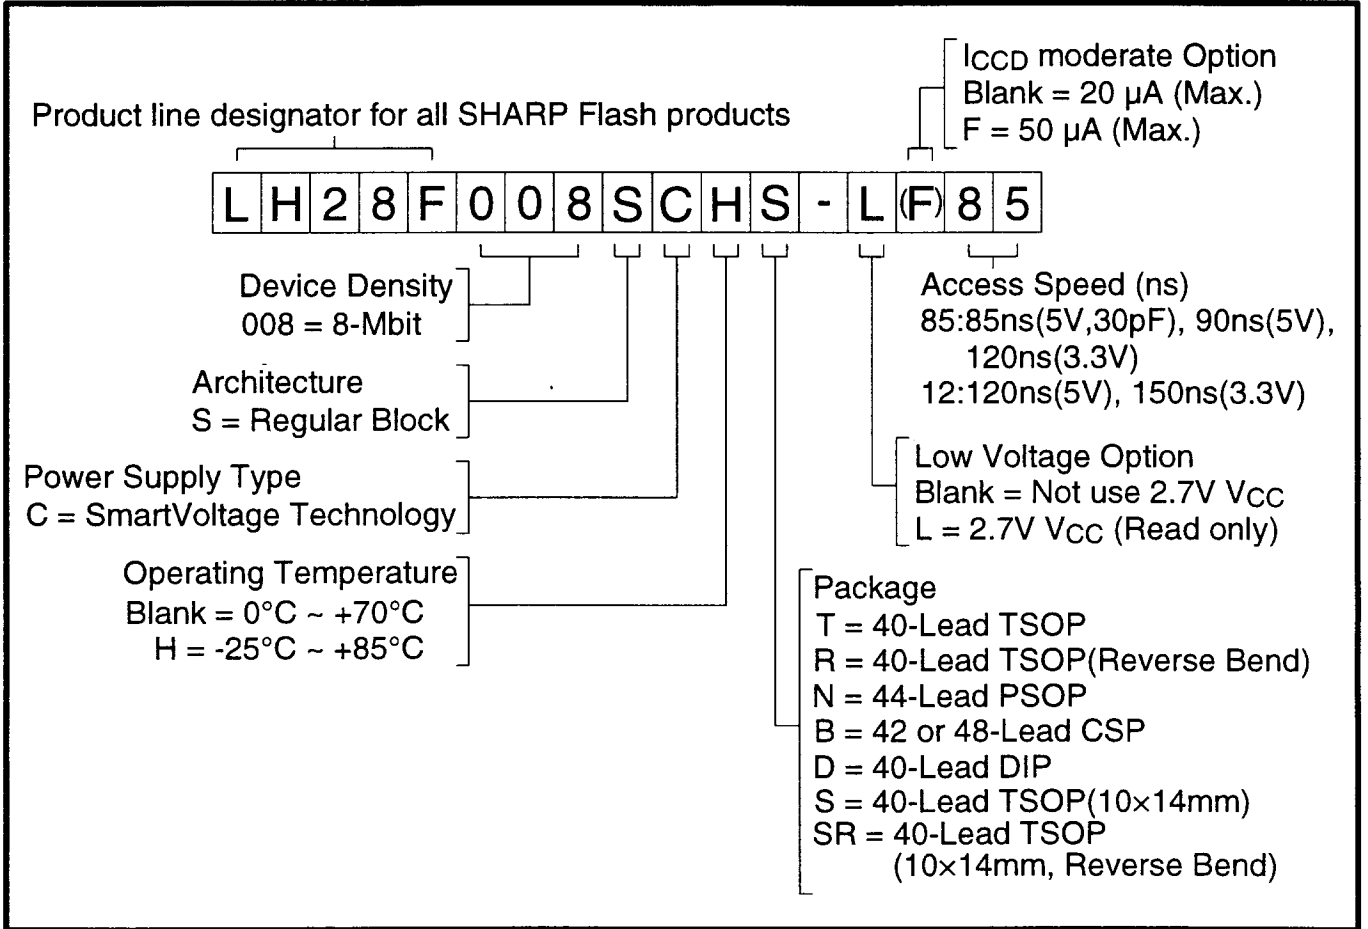 ICCD moderate Option
Blank = 20 µA (Max.)
F = 50 µA (Max.)
Product line designator for all SHARP Flash products
L H 2 8 F 0 0 8 S C H S - L (F) 8 5
Device Density
008 = 8-Mbit
Architecture
S = Regular Block
Power Supply Type
C = SmartVoltage Technology
Operating Temperature
Blank = 0°C ~ +70°C
H = -25°C ~ +85°C
Access Speed (ns)
85:85ns(5V,30pF), 90ns(5V),
120ns(3.3V)
12:120ns(5V), 150ns(3.3V)
Low Voltage Option
Blank = Not use 2.7V VCC
L = 2.7V VCC (Read only)
Package
T = 40-Lead TSOP
R = 40-Lead TSOP(Reverse Bend)
N = 44-Lead PSOP
B = 42 or 48-Lead CSP
D = 40-Lead DIP
S = 40-Lead TSOP(10×14mm)
SR = 40-Lead TSOP
(10×14mm, Reverse Bend)